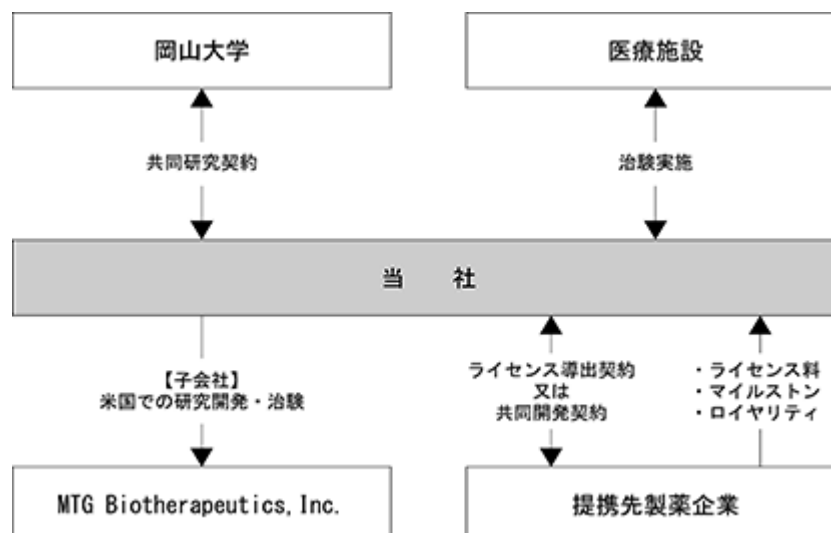 岡山大学
医療施設
共同研究契約
治験実施
当　　社
【子会社】
米国での研究開発・治験
ライセンス導出契約
又は
共同開発契約
・ライセンス料
・マイルストン
・ロイヤリティ
MTG Biotherapeutics, Inc.
提携先製薬企業